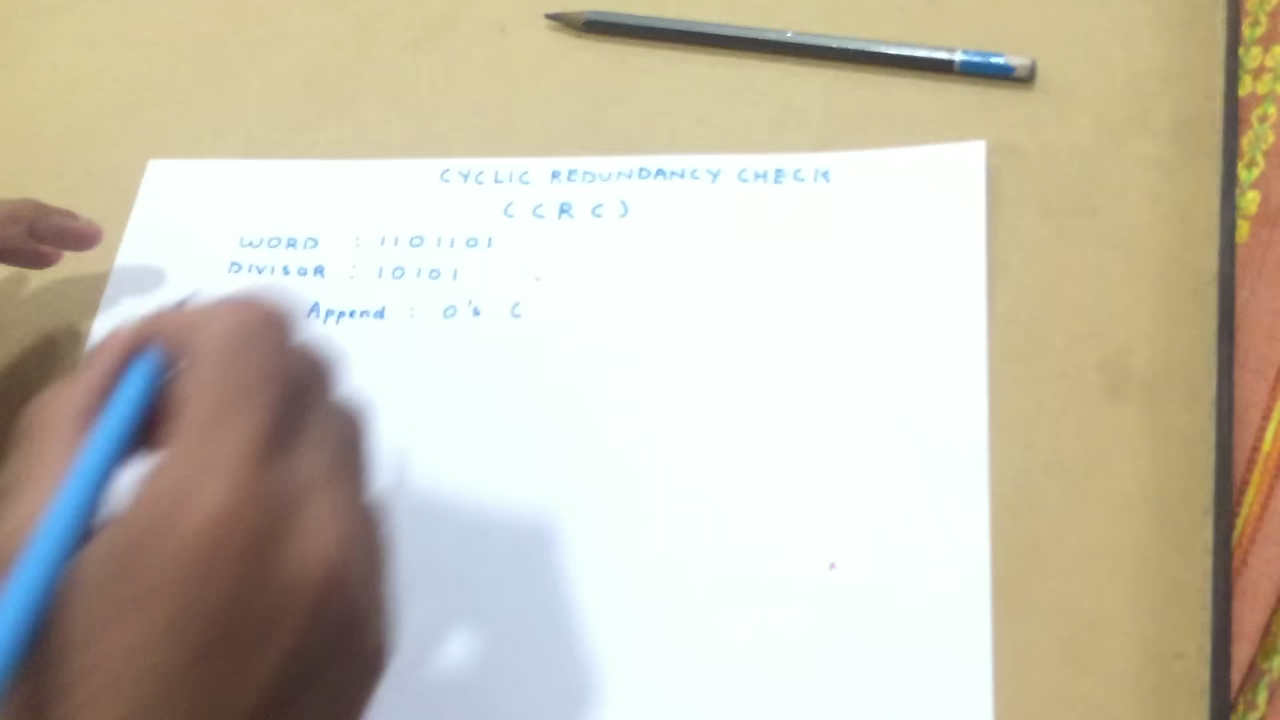 CYCLIC REDUNDANCY CHECK
(CRC)
WORD : 1101101
DIVISOR : 10101
Append : 0's C